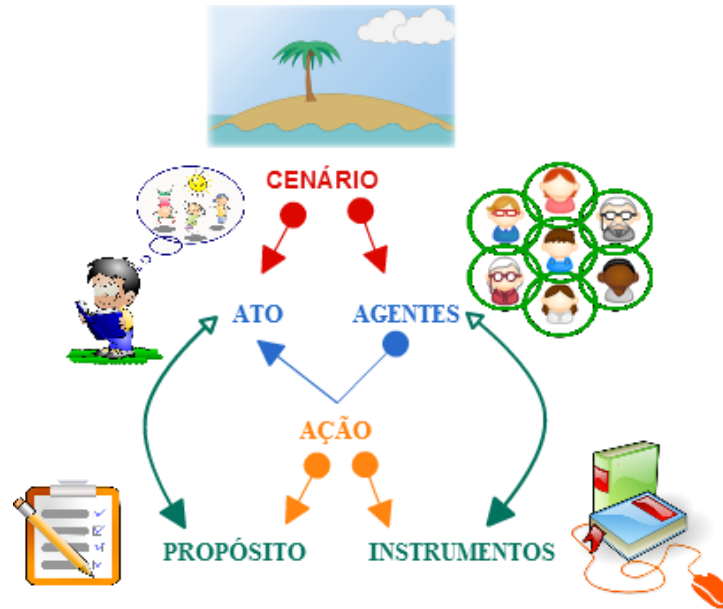 CENÁRIO
ATO
AGENTES
AÇÃO
PROPÓSITO
INSTRUMENTOS